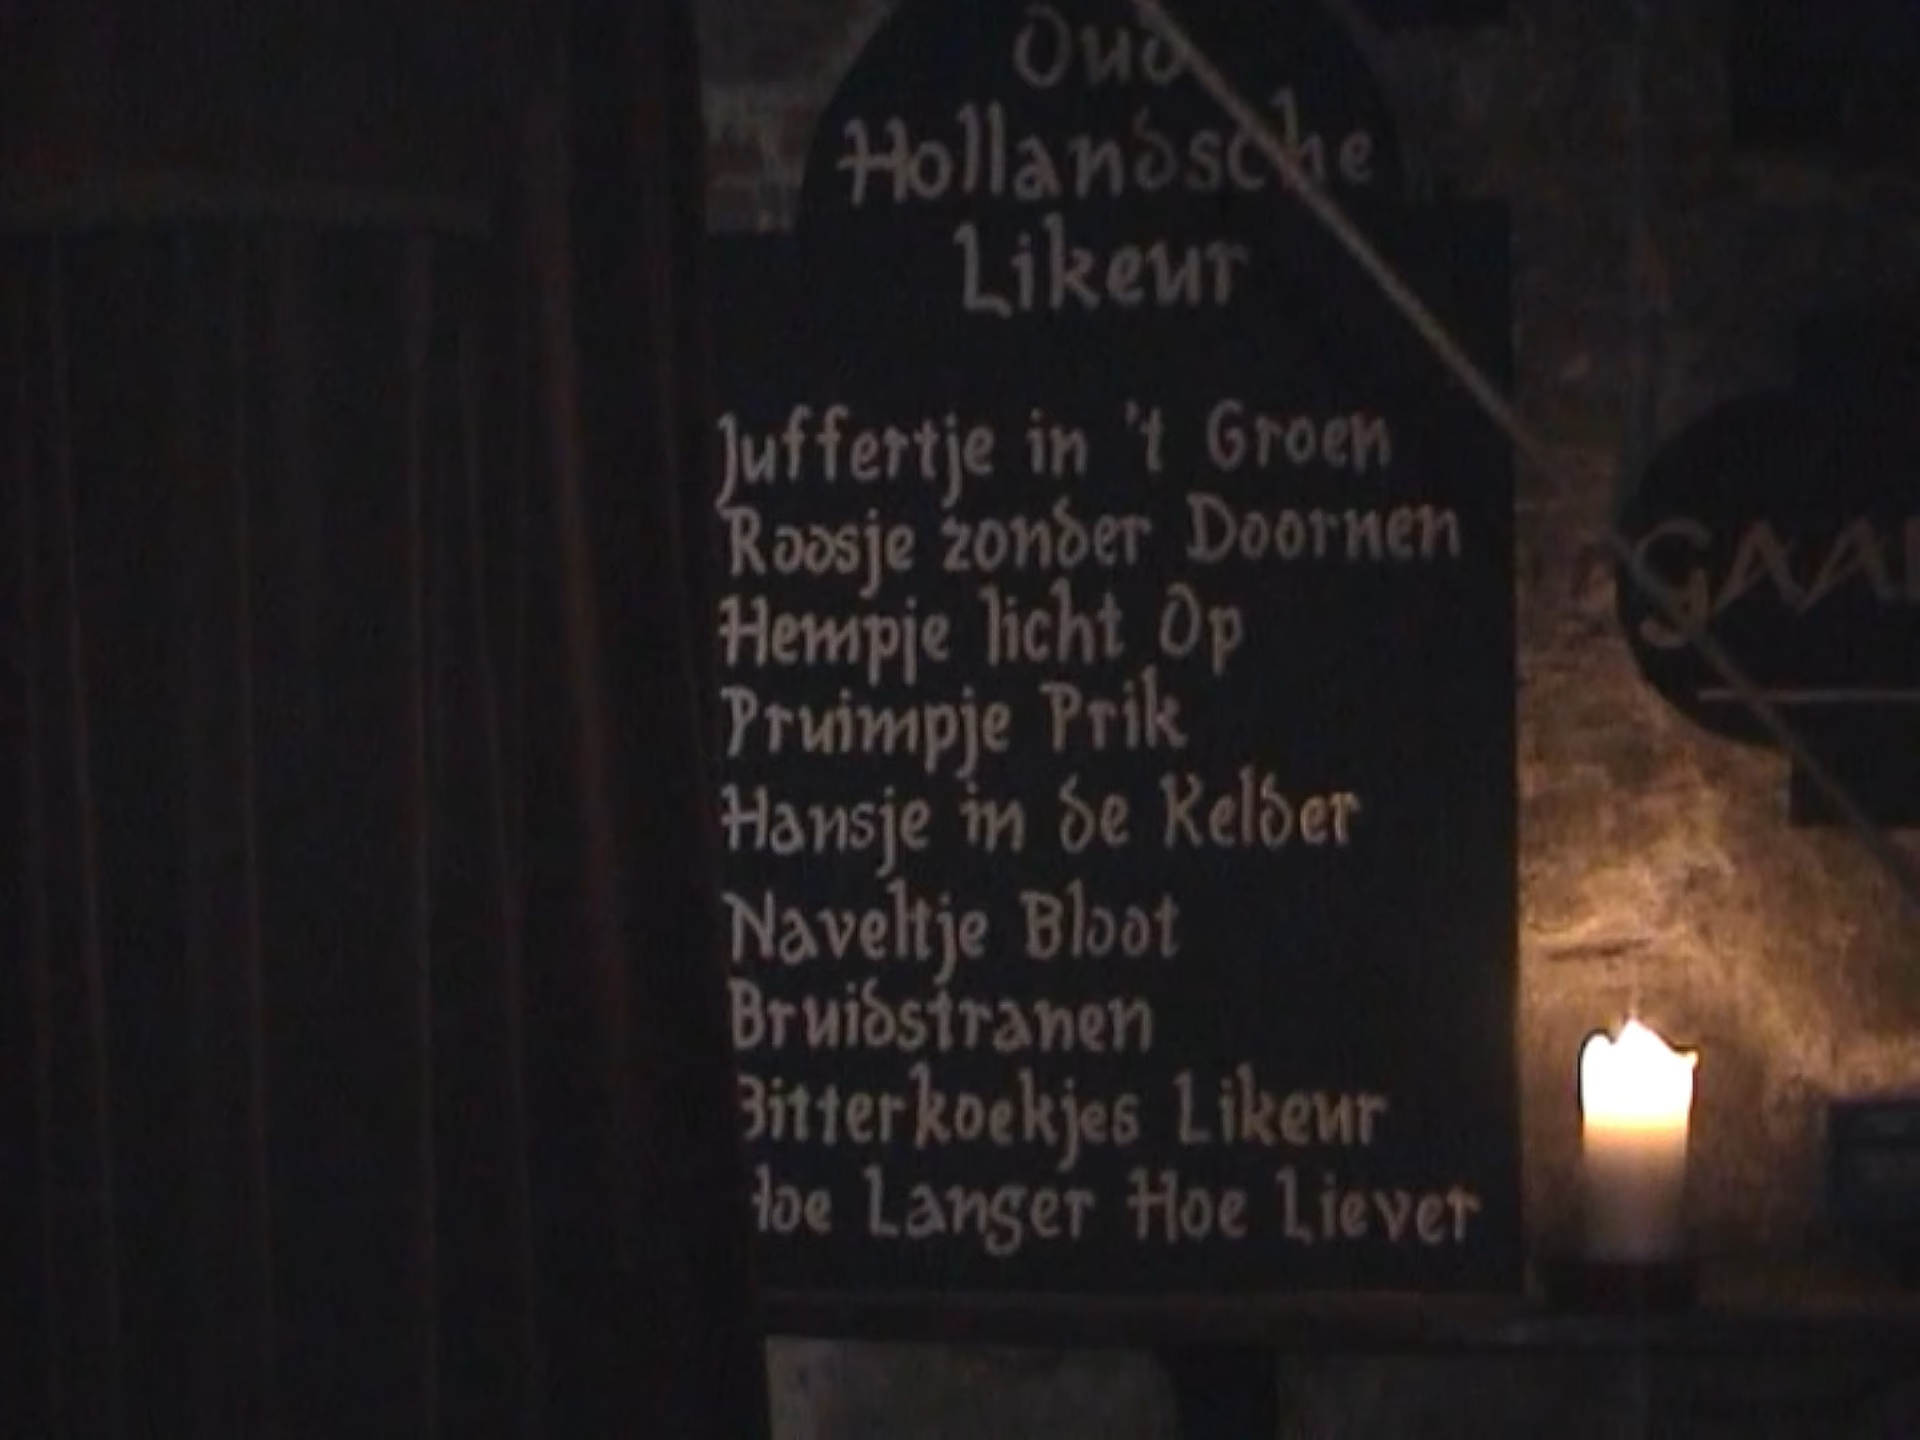 Oud
Hollandsche
Likeur
Juffertje in 't Groen
Roosje zonder Doornen
Hempje licht Op
Pruimpje Prik
Hansje in de Kelder
Naveltje Bloot
Bruidstranen
Bitterkoekjes Likeur
Hoe Langer Hoe Liever